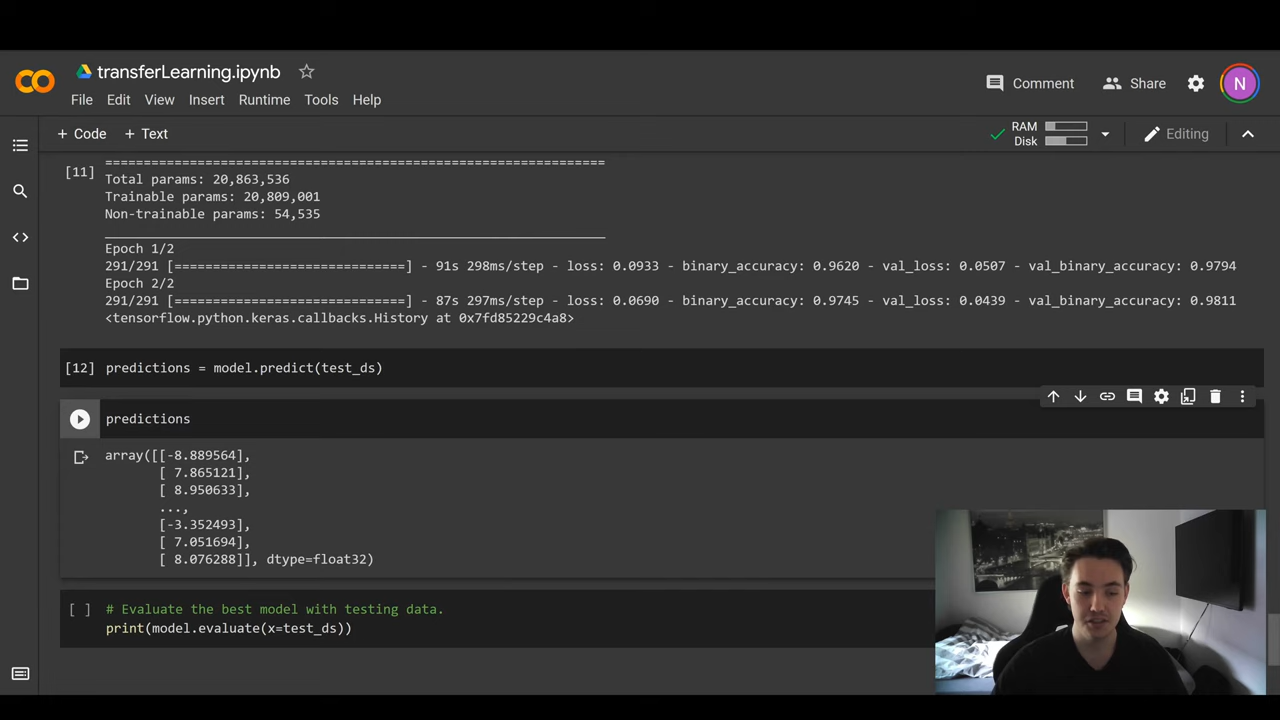 transferLearning.ipynb
Comment
Share
N
File Edit View Insert Runtime Tools Help
+ Code + Text
RAM
Disk
Editing
============================================================
[11]
Total params: 20,863,536
Trainable params: 20,809,001
Non-trainable params: 54,535
Epoch 1/2
291/291 [==============================] - 91s 298ms/step - loss: 0.0933 - binary_accuracy: 0.9620 - val_loss: 0.0507 - val_binary_accuracy: 0.9794
Epoch 2/2
291/291 [==============================] - 87s 297ms/step - loss: 0.0690 - binary_accuracy: 0.9745 - val_loss: 0.0439 - val_binary_accuracy: 0.9811
<tensorflow.python.keras.callbacks.History at 0x7fd85229c4a8>
[12] predictions = model.predict(test_ds)
predictions
array([[-8.889564],
[ 7.865121],
[ 8.950633],
...,
[-3.352493],
[ 7.051694],
[ 8.076288]], dtype=float32)
[ ] # Evaluate the best model with testing data.
print(model.evaluate(x=test_ds))